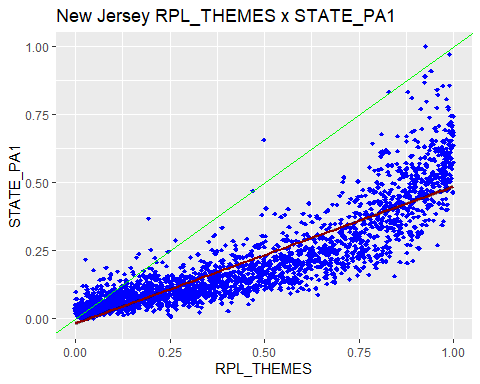 New Jersey RPL_THEMES x STATE_PA1
1.00
0.75
0.50
0.25
0.00
STATE_PA1
0.00 0.25 0.50 0.75 1.00
RPL_THEMES